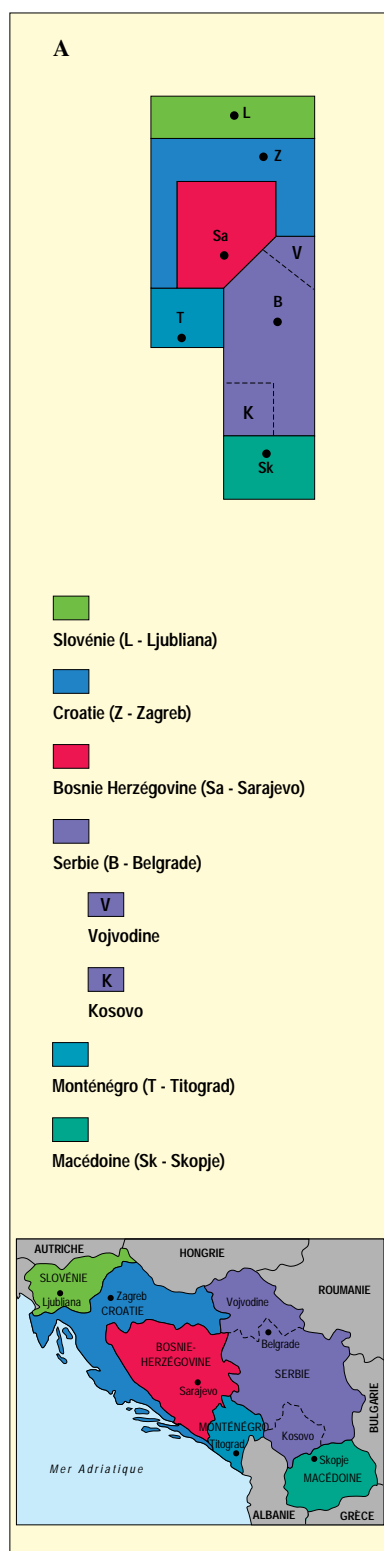 A
L
Z
Sa
V
B
T
K
Sk
Slovénie (L - Ljubliana)
Croatie (Z - Zagreb)
Bosnie Herzégovine (Sa - Sarajevo)
Serbie (B - Belgrade)
V
Vojvodine
K
Kosovo
Monténégro (T - Titograd)
Macédoine (Sk - Skopje)
AUTRICHE
HONGRIE
SLOVÉNIE
Ljubliana
Zagreb
CROATIE
Vojvodine
ROUMANIE
Belgrade
BOSNIE-
HERZÉGOVINE
SERBIE
Sarajevo
BULGARIE
MONTÉNÉGRO
Titograd
Kosovo
Skopje
MACÉDOINE
Mer Adriatique
ALBANIE
GRÈCE